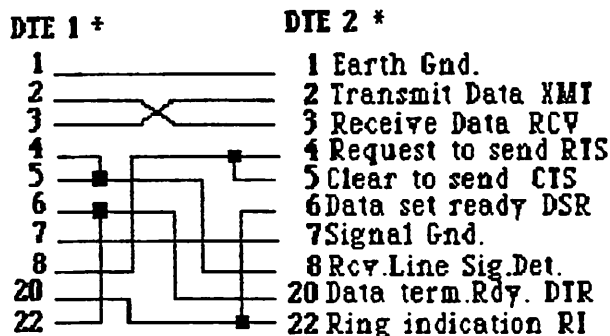 DTE 1 + DTE 2 *
1 1 Earth Gnd.
2 2 Transmit Data XMT
3 3 Receive Data RCV
4 4 Request to send RTS
5 5 Clear to send CTS
6 6 Data set ready DSR
7 7 Signal Gnd.
8 8 Rcv. Line Sig. Det.
20 20 Data term. Rdy. DTR
22 22 Ring indication RI